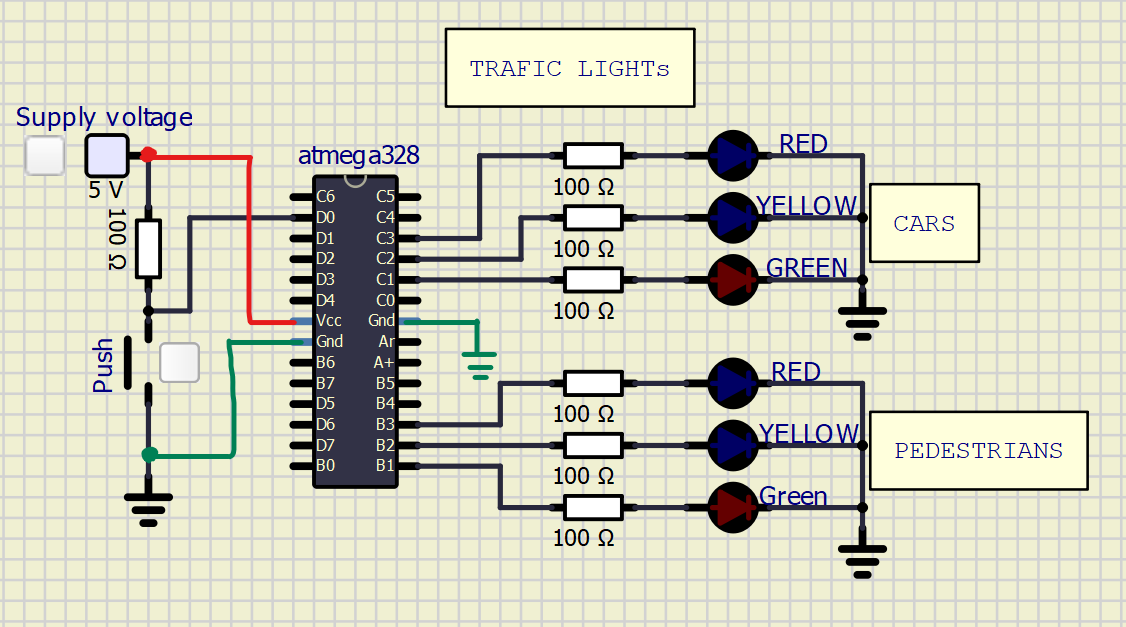 TRAFIC LIGHTs
Supply voltage
5 V
100 Ω
Push
atmega328
C6 C5
D0 C4
D1 C3
D2 C2
D3 C1
D4 C0
Vcc Gnd
Gnd Ar
B6 A+
B7 B5
D5 B4
D6 B3
D7 B2
B0 B1
100 Ω
RED
100 Ω
YELLOW
100 Ω
GREEN
CARS
100 Ω
RED
100 Ω
YELLOW
100 Ω
Green
PEDESTRIANS